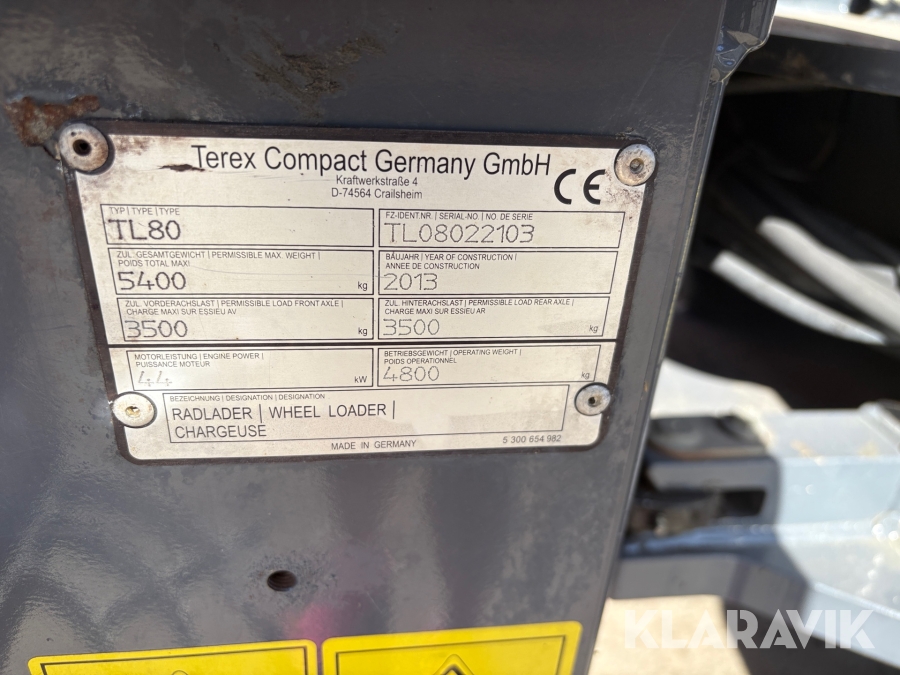 Terex Compact Germany GmbH
Kraftwerkstraße 4
D-74564 Crailsheim
CE
TYP | TYPE | TYPE
TL80
FZ-IDENT.NR. | SERIAL-NO. | NO. DE SERIE
TL08022103
ZUL. GESAMTGEWICHT | PERMISSIBLE MAX. WEIGHT |
POIDS TOTAL MAXI
5400 kg
BAUJAHR | YEAR OF CONSTRUCTION |
ANNEE DE CONSTRUCTION
2013
ZUL. VORDERACHSLAST | PERMISSIBLE LOAD FRONT AXLE |
CHARGE MAXI SUR ESSIEU AV
3500 kg
ZUL. HINTERACHSLAST | PERMISSIBLE LOAD REAR AXLE |
CHARGE MAXI SUR ESSIEU AR
3500 kg
MOTORLEISTUNG | ENGINE POWER |
PUISSANCE MOTEUR
44 kW
BETRIEBSGEWICHT | OPERATING WEIGHT |
POIDS OPERATIONNEL
4800 kg
BEZEICHNUNG | DESIGNATION | DESIGNATION
RADLADER | WHEEL LOADER |
CHARGEUSE
MADE IN GERMANY
5 300 654 982
KLARAVIK